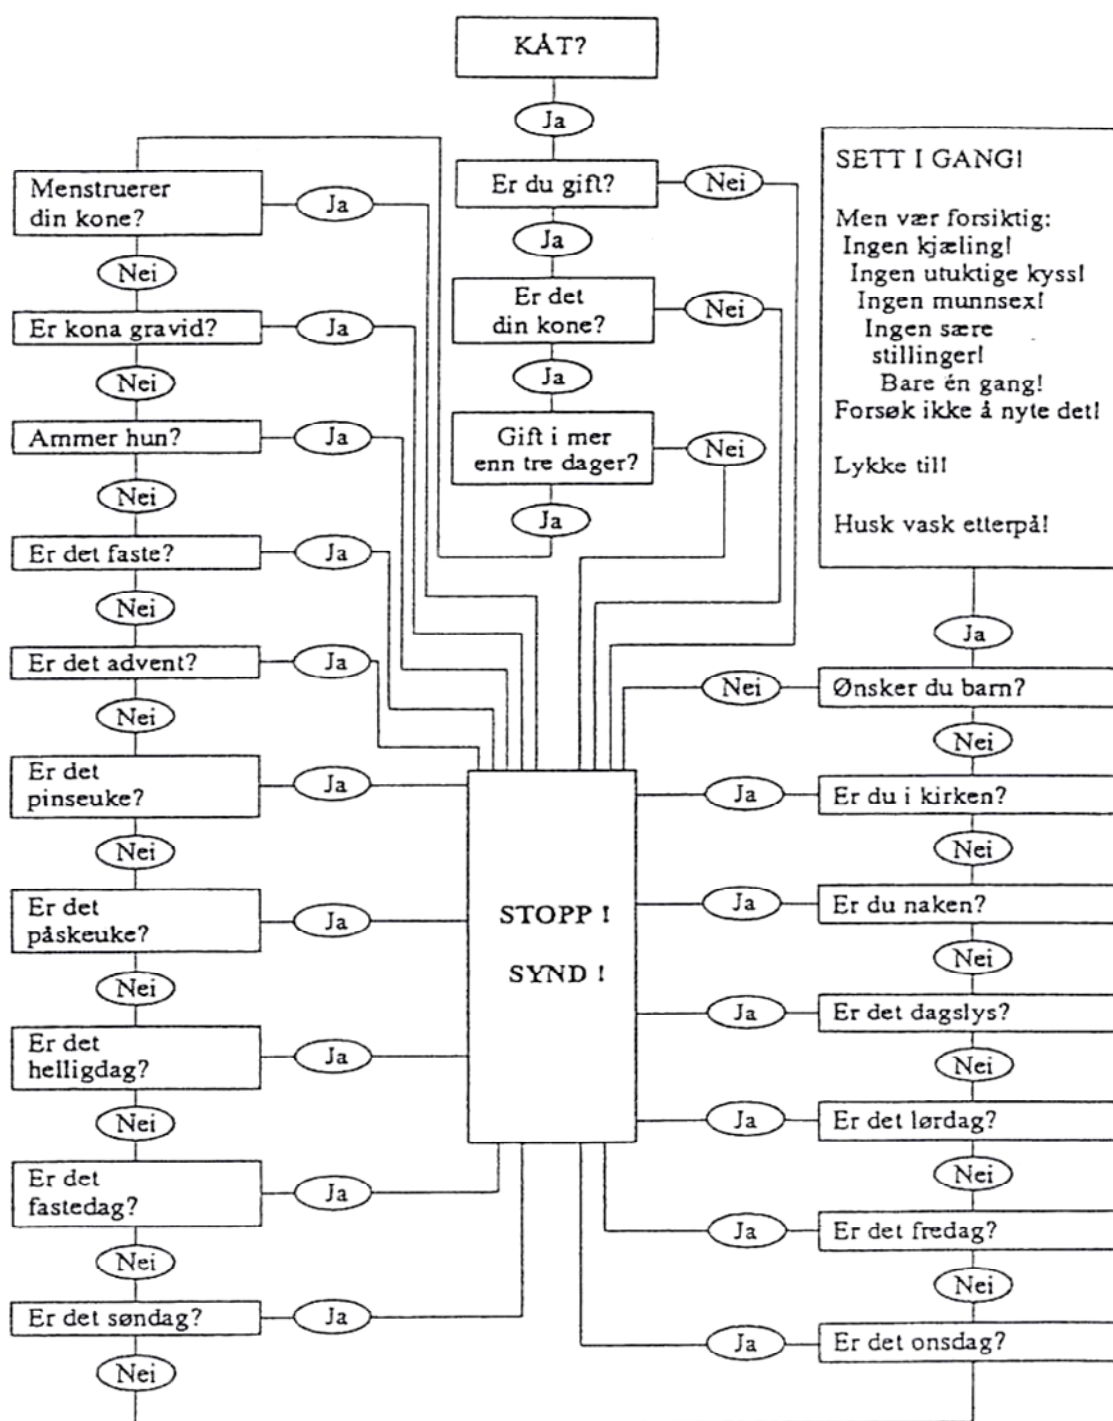 KÅT?
Ja
Er du gift?
Nei
Ja
Er det
din kone?
Nei
Ja
Gift i mer
enn tre dager?
Nei
Ja
Menstruerer
din kone?
Ja
Nei
Er kona gravid?
Ja
Nei
Ammer hun?
Ja
Nei
Er det faste?
Ja
Nei
Er det advent?
Ja
Nei
Er det
pinseuke?
Ja
Nei
Er det
påskeuke?
Ja
Nei
Er det
helligdag?
Ja
Nei
Er det
fastedag?
Ja
Nei
Er det søndag?
Ja
Nei
STOPP !
SYND !
SETT I GANG!
Men vær forsiktig:
Ingen kjæling!
Ingen utuktige kyss!
Ingen munnsex!
Ingen sære
stillinger!
Bare én gang!
Forsøk ikke å nyte det!
Lykke til!
Husk vask etterpå!
Ja
Nei
Ønsker du barn?
Nei
Ja
Er du i kirken?
Nei
Ja
Er du naken?
Nei
Ja
Er det dagslys?
Nei
Ja
Er det lørdag?
Nei
Ja
Er det fredag?
Nei
Ja
Er det onsdag?